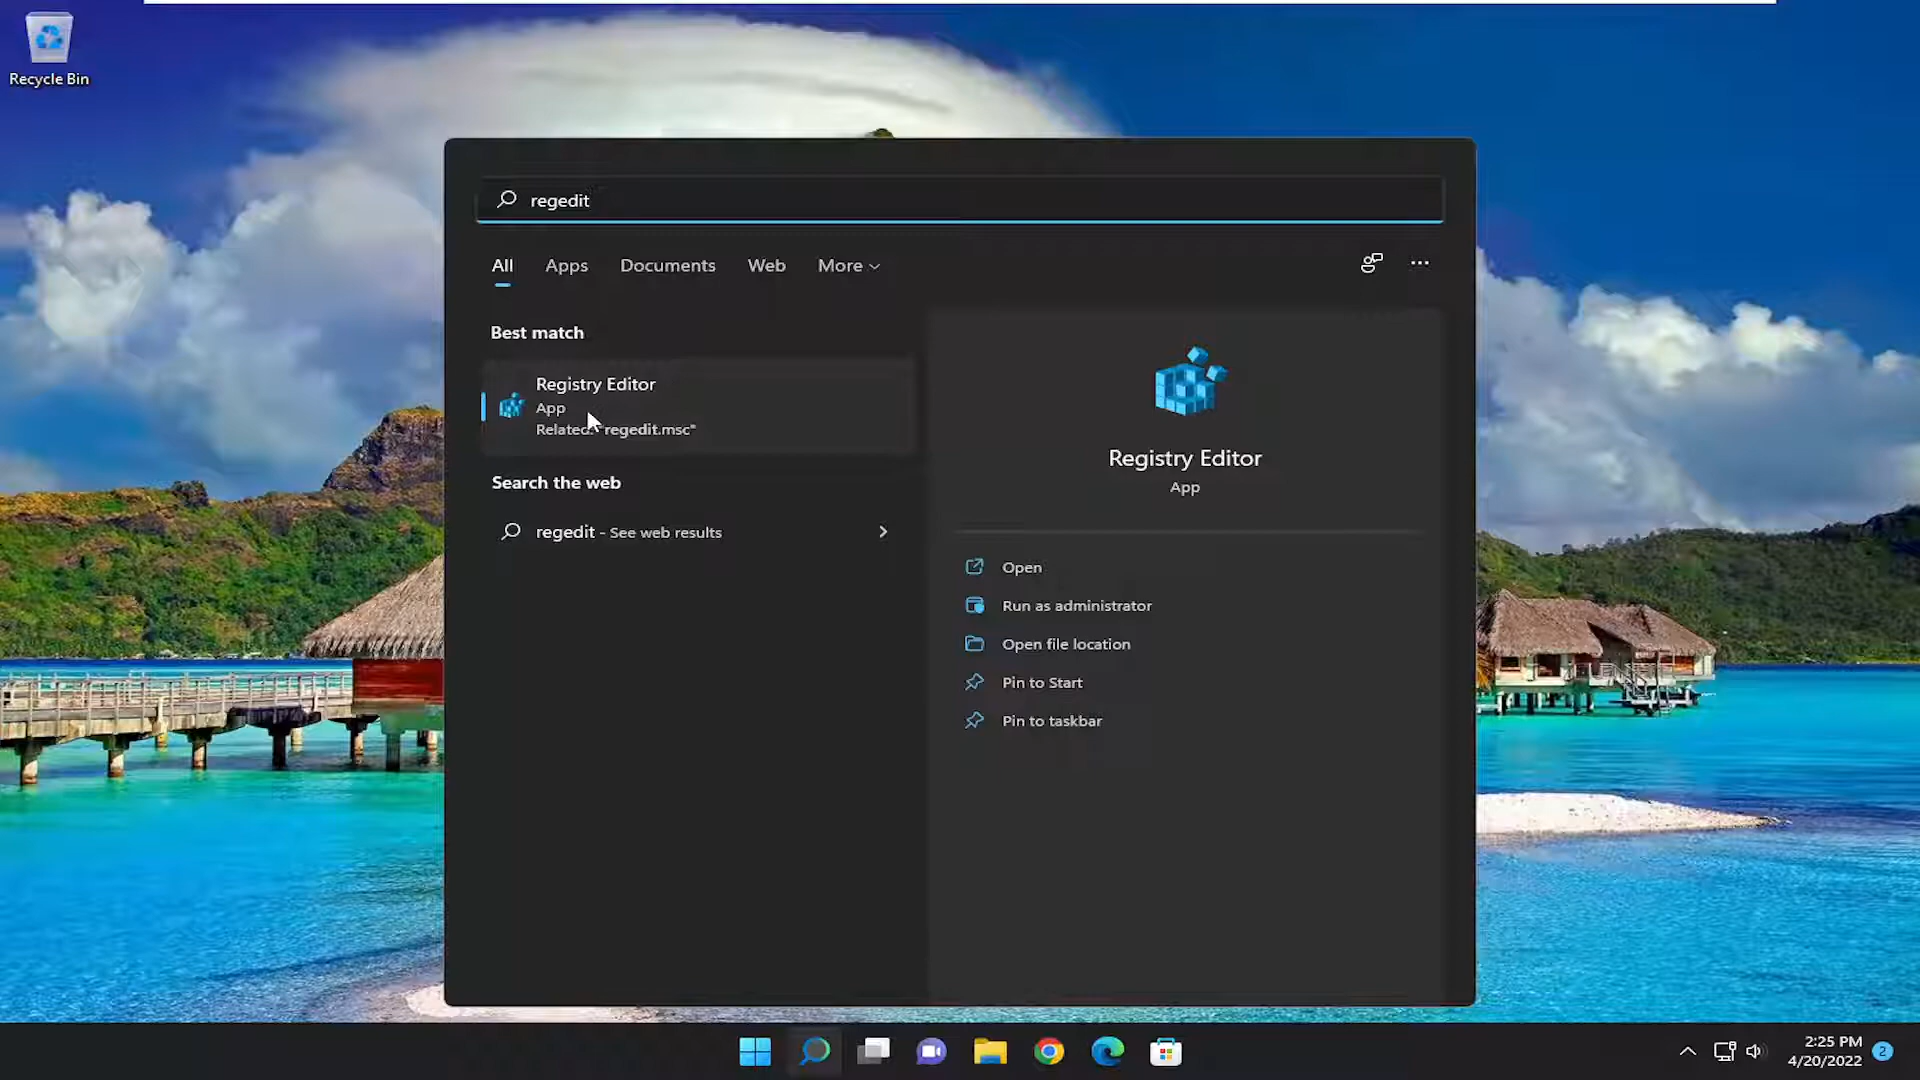 Recycle Bin
regedit
All Apps Documents Web More
Best match
Registry Editor
App
Related: "regedit.msc"
Search the web
regedit - See web results
Registry Editor
App
Open
Run as administrator
Open file location
Pin to Start
Pin to taskbar
2:25 PM
4/20/2022
2